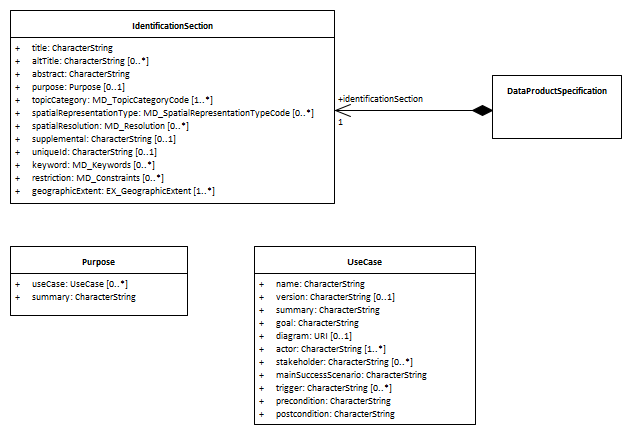 IdentificationSection
+ title: CharacterString
+ altTitle: CharacterString [0..*]
+ abstract: CharacterString
+ purpose: Purpose [0..1]
+ topicCategory: MD_TopicCategoryCode [1..*]
+ spatialRepresentationType: MD_SpatialRepresentationTypeCode [0..*]
+ spatialResolution: MD_Resolution [0..*]
+ supplemental: CharacterString [0..1]
+ uniqueId: CharacterString [0..1]
+ keyword: MD_Keywords [0..*]
+ restriction: MD_Constraints [0..*]
+ geographicExtent: EX_GeographicExtent [1..*]
+identificationSection
1
DataProductSpecification
Purpose
+ useCase: UseCase [0..*]
+ summary: CharacterString
UseCase
+ name: CharacterString
+ version: CharacterString [0..1]
+ summary: CharacterString
+ goal: CharacterString
+ diagram: URI [0..1]
+ actor: CharacterString [1..*]
+ stakeholder: CharacterString [0..*]
+ mainSuccessScenario: CharacterString
+ trigger: CharacterString [0..*]
+ precondition: CharacterString
+ postcondition: CharacterString